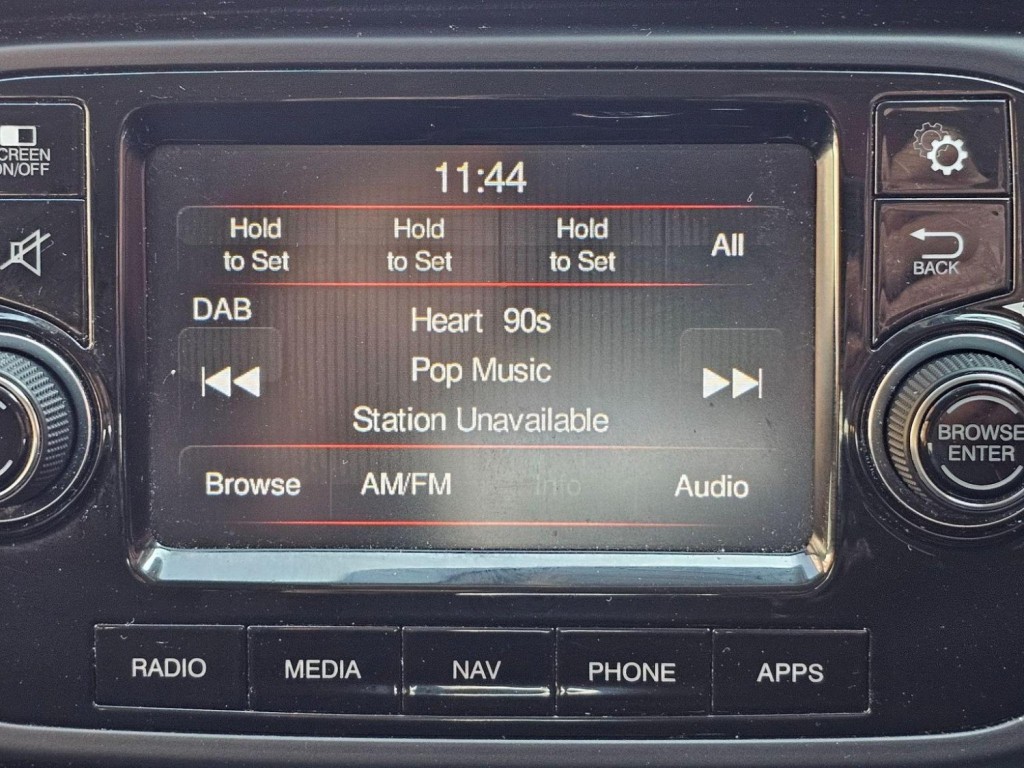 SCREEN
ON/OFF
11:44
Hold
to Set
Hold
to Set
Hold
to Set
All
BACK
DAB
Heart 90s
Pop Music
Station Unavailable
Browse
AM/FM
Info
Audio
BROWSE
ENTER
RADIO
MEDIA
NAV
PHONE
APPS